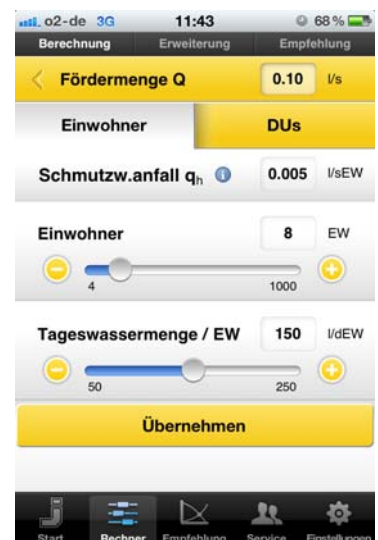 o2-de 3G 11:43 68 %
Berechnung Erweiterung Empfehlung
Fördermenge Q 0.10 l/s
Einwohner DUs
Schmutzw.anfall qh 0.005 l/sEW
Einwohner 8 EW
4 1000
Tageswassermenge / EW 150 l/dEW
50 250
Übernehmen
Start Rechner Empfehlung Service Einstellungen